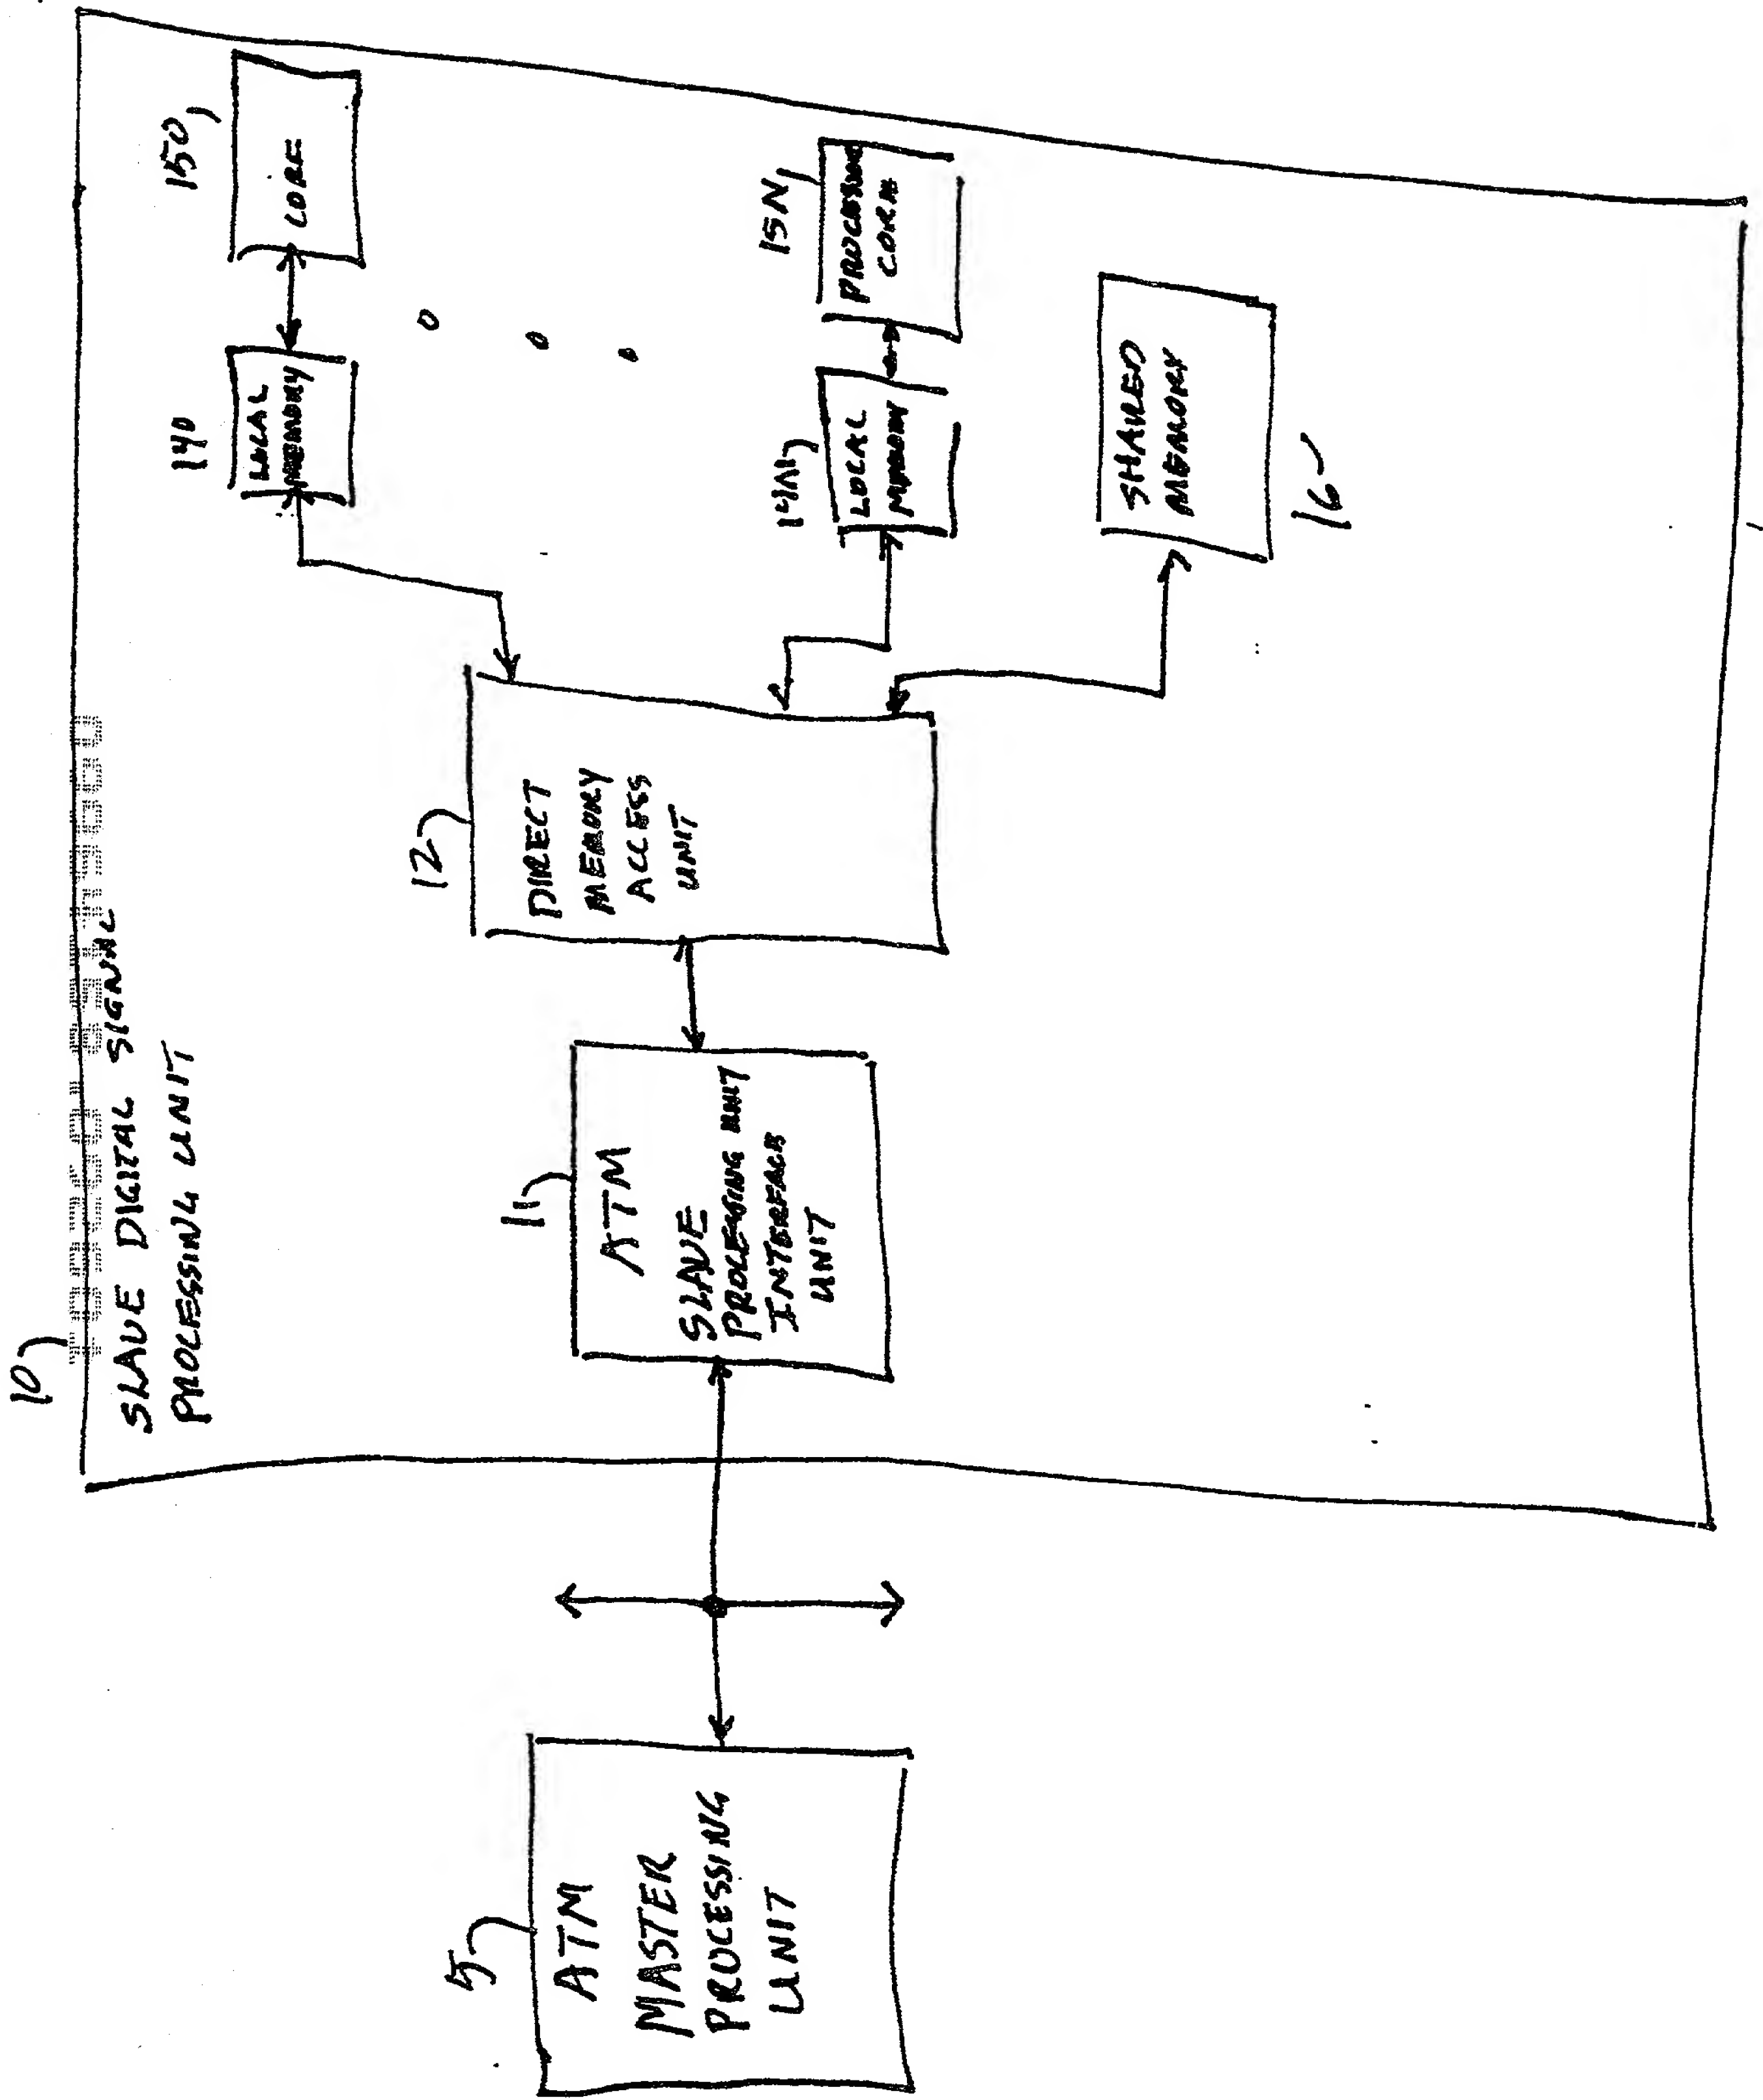 10
SLAVE DIGITAL SIGNAL
PROCESSING UNIT
5
ATM
MASTER
PROCESSING
UNIT
11
ATM
SLAVE
PROCESSING UNIT
INTERFACE
UNIT
12
DIRECT
MEMORY
ACCESS
UNIT
140
LOCAL
MEMORY
150
CORE
14N
LOCAL
MEMORY
15N
PROCESSING
CORE
SHARED
MEMORY
16